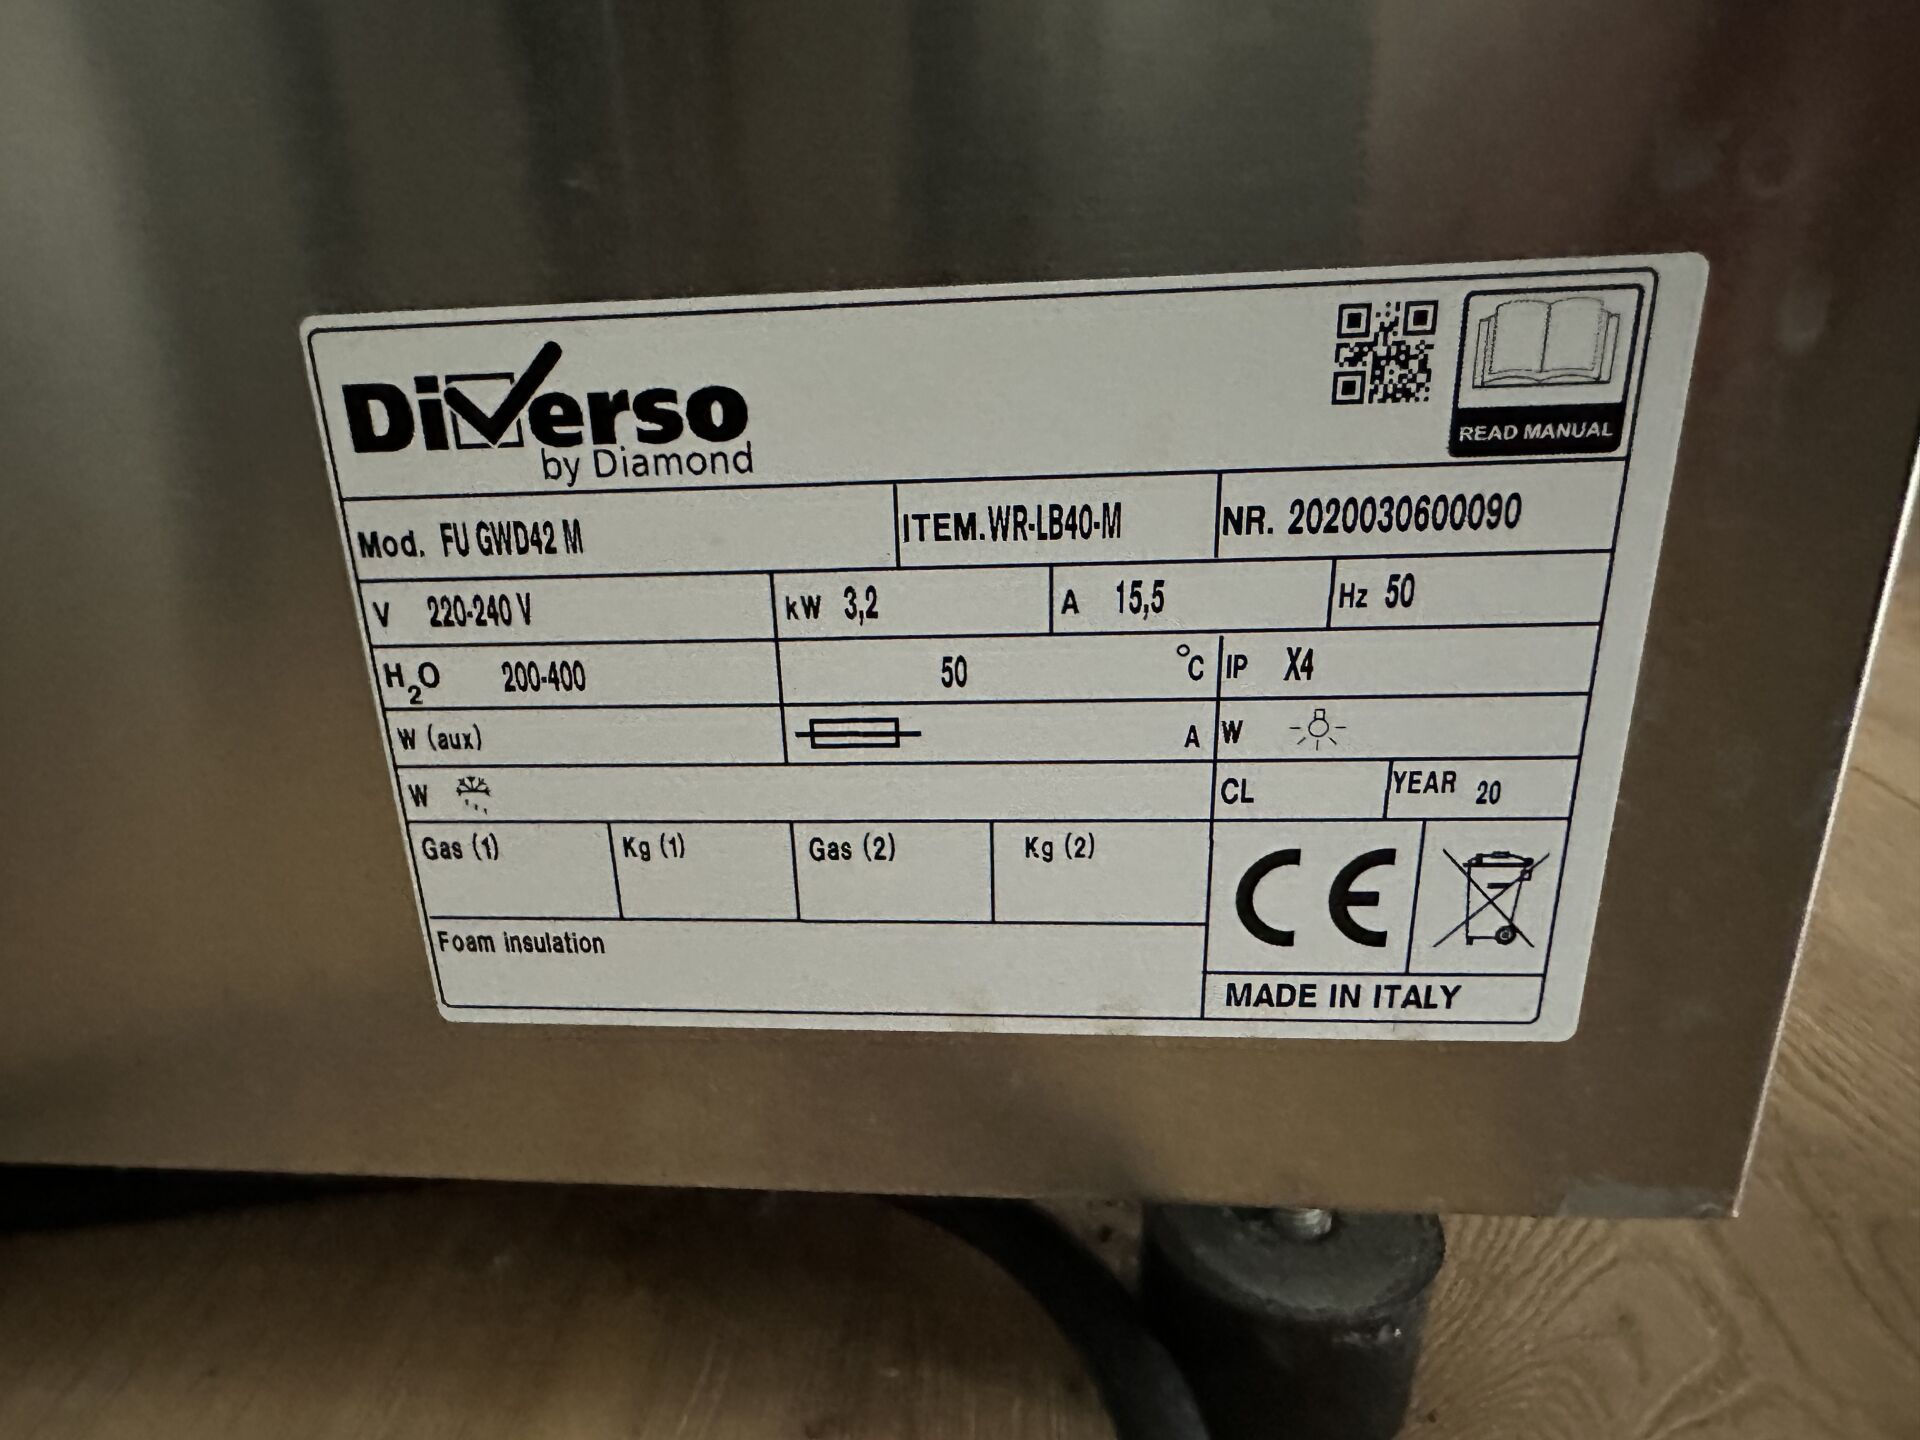 Diverso
by Diamond
READ MANUAL
Mod. FU GWD42 M ITEM. WR-LB40-M NR. 2020030600090
V 220-240 V kW 3,2 A 15,5 Hz 50
H2O 200-400 50 °C IP X4
W (aux) A W
W CL YEAR 20
Gas (1) Kg (1) Gas (2) Kg (2)
CE
Foam insulation
MADE IN ITALY